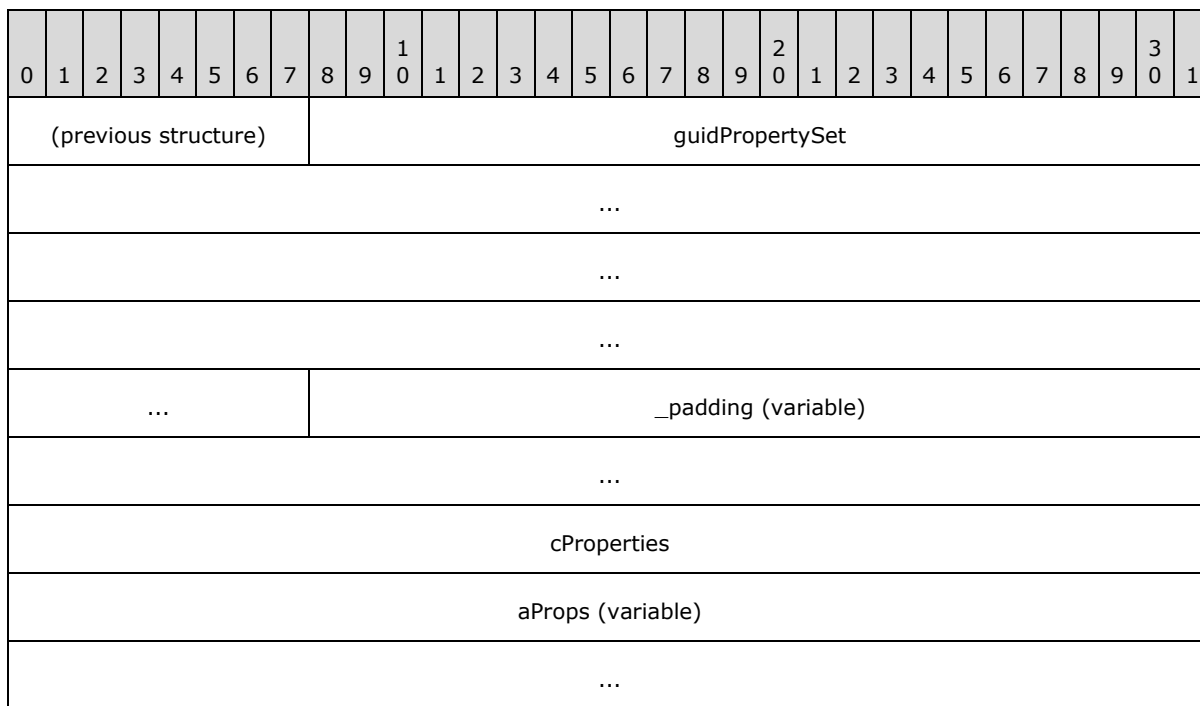 1 2 3
0 1 2 3 4 5 6 7 8 9 0 1 2 3 4 5 6 7 8 9 0 1 2 3 4 5 6 7 8 9 0 1
(previous structure) guidPropertySet
...
...
...
... _padding (variable)
...
cProperties
aProps (variable)
...